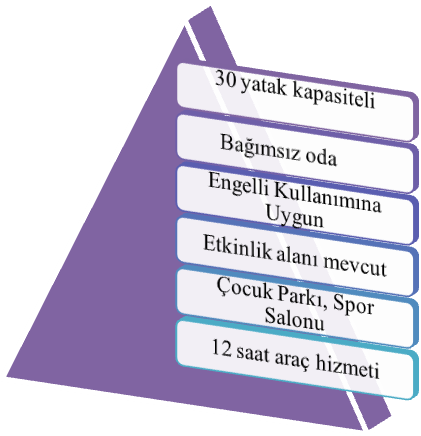 30 yatak kapasiteli
Bağımsız oda
Engelli Kullanımına
Uygun
Etkinlik alanı mevcut
Çocuk Parkı, Spor
Salonu
12 saat araç hizmeti